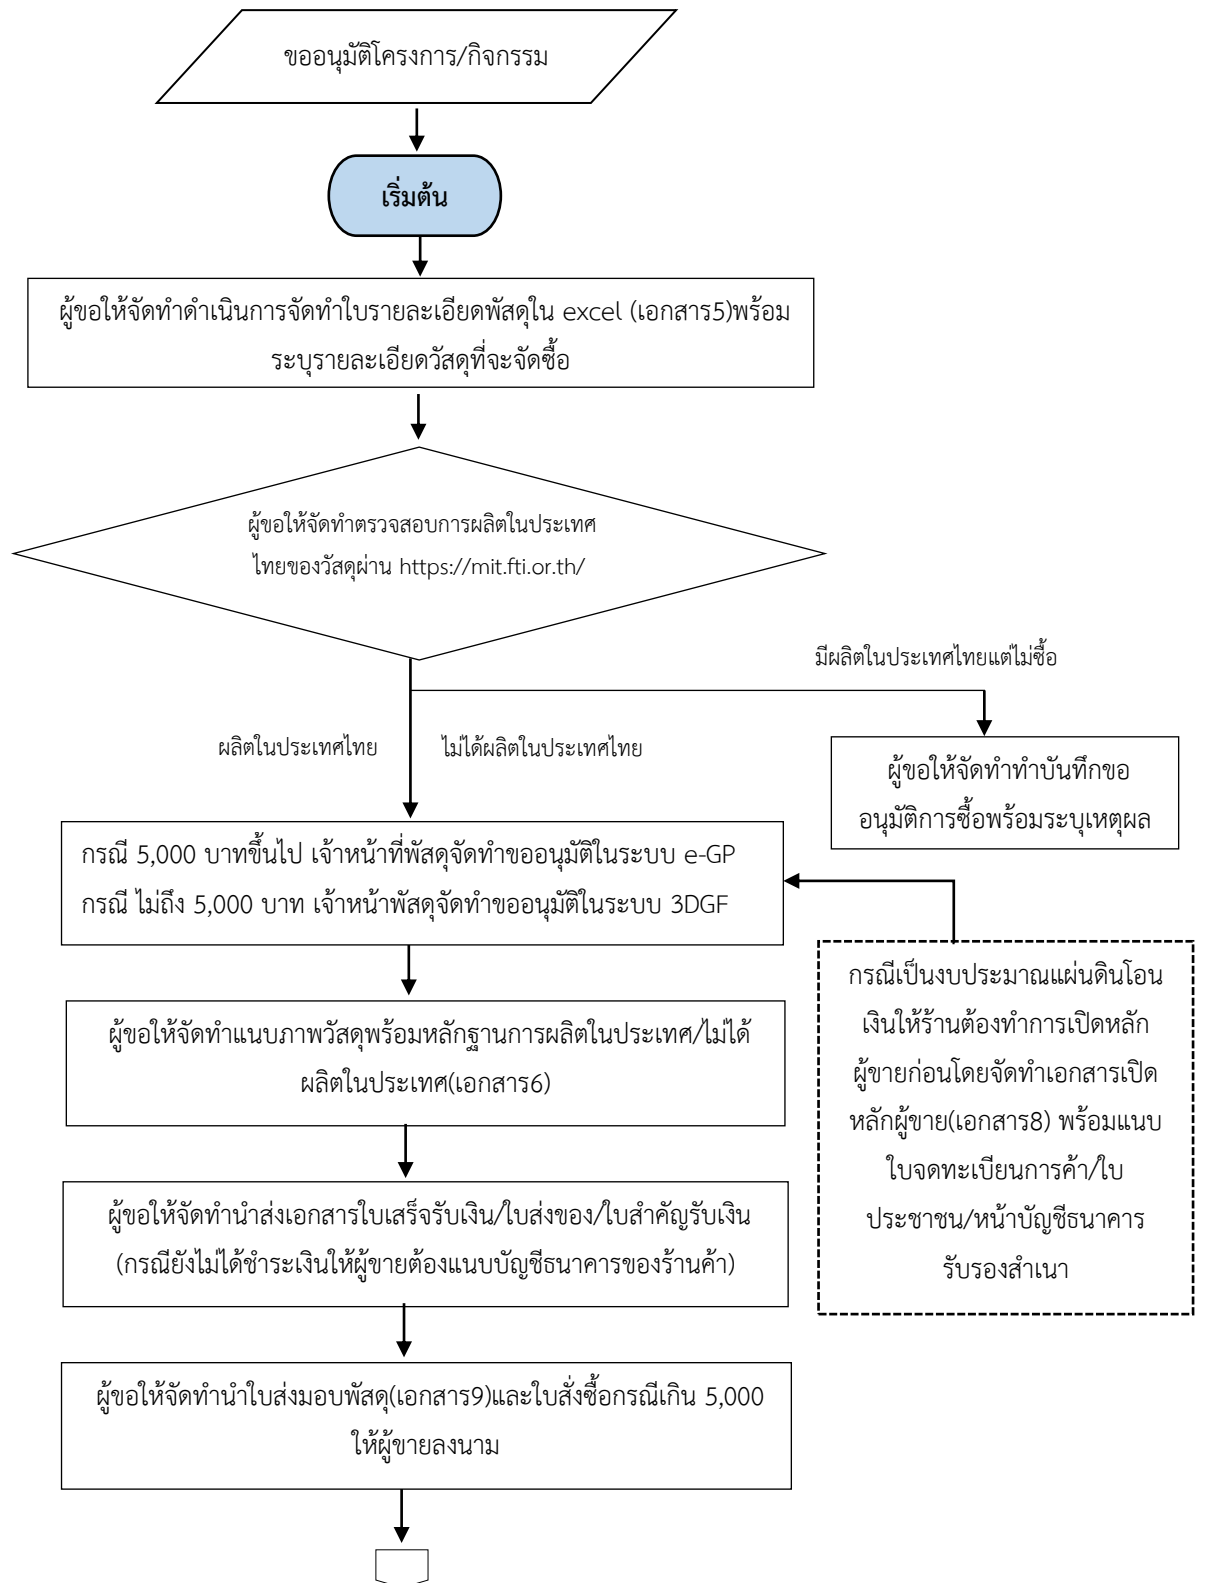 ขออนุมัติโครงการ/กิจกรรม
เริ่มต้น
ผู้ขอให้จัดทำดำเนินการจัดทำใบรายละเอียดพัสดุใน excel (เอกสาร5)พร้อม
ระบุรายละเอียดวัสดุที่จะจัดซื้อ
ผู้ขอให้จัดทำตรวจสอบการผลิตในประเทศ
ไทยของวัสดุผ่าน https://mit.fti.or.th/
มีผลิตในประเทศไทยแต่ไม่ซื้อ
ผลิตในประเทศไทย
ไม่ได้ผลิตในประเทศไทย
ผู้ขอให้จัดทำทำบันทึกขอ
อนุมัติการซื้อพร้อมระบุเหตุผล
กรณี 5,000 บาทขึ้นไป เจ้าหน้าที่พัสดุจัดทำขออนุมัติในระบบ e-GP
กรณี ไม่ถึง 5,000 บาท เจ้าหน้าพัสดุจัดทำขออนุมัติในระบบ 3DGF
กรณีเป็นงบประมาณแผ่นดินโอน
เงินให้ร้านต้องทำการเปิดหลัก
ผู้ขายก่อนโดยจัดทำเอกสารเปิด
หลักผู้ขาย(เอกสาร8) พร้อมแนบ
ใบจดทะเบียนการค้า/ใบ
ประชาชน/หน้าบัญชีธนาคาร
รับรองสำเนา
ผู้ขอให้จัดทำแนบภาพวัสดุพร้อมหลักฐานการผลิตในประเทศ/ไม่ได้
ผลิตในประเทศ(เอกสาร6)
ผู้ขอให้จัดทำนำส่งเอกสารใบเสร็จรับเงิน/ใบส่งของ/ใบสำคัญรับเงิน
(กรณียังไม่ได้ชำระเงินให้ผู้ขายต้องแนบบัญชีธนาคารของร้านค้า)
ผู้ขอให้จัดทำนำใบส่งมอบพัสดุ(เอกสาร9)และใบสั่งซื้อกรณีเกิน 5,000
ให้ผู้ขายลงนาม